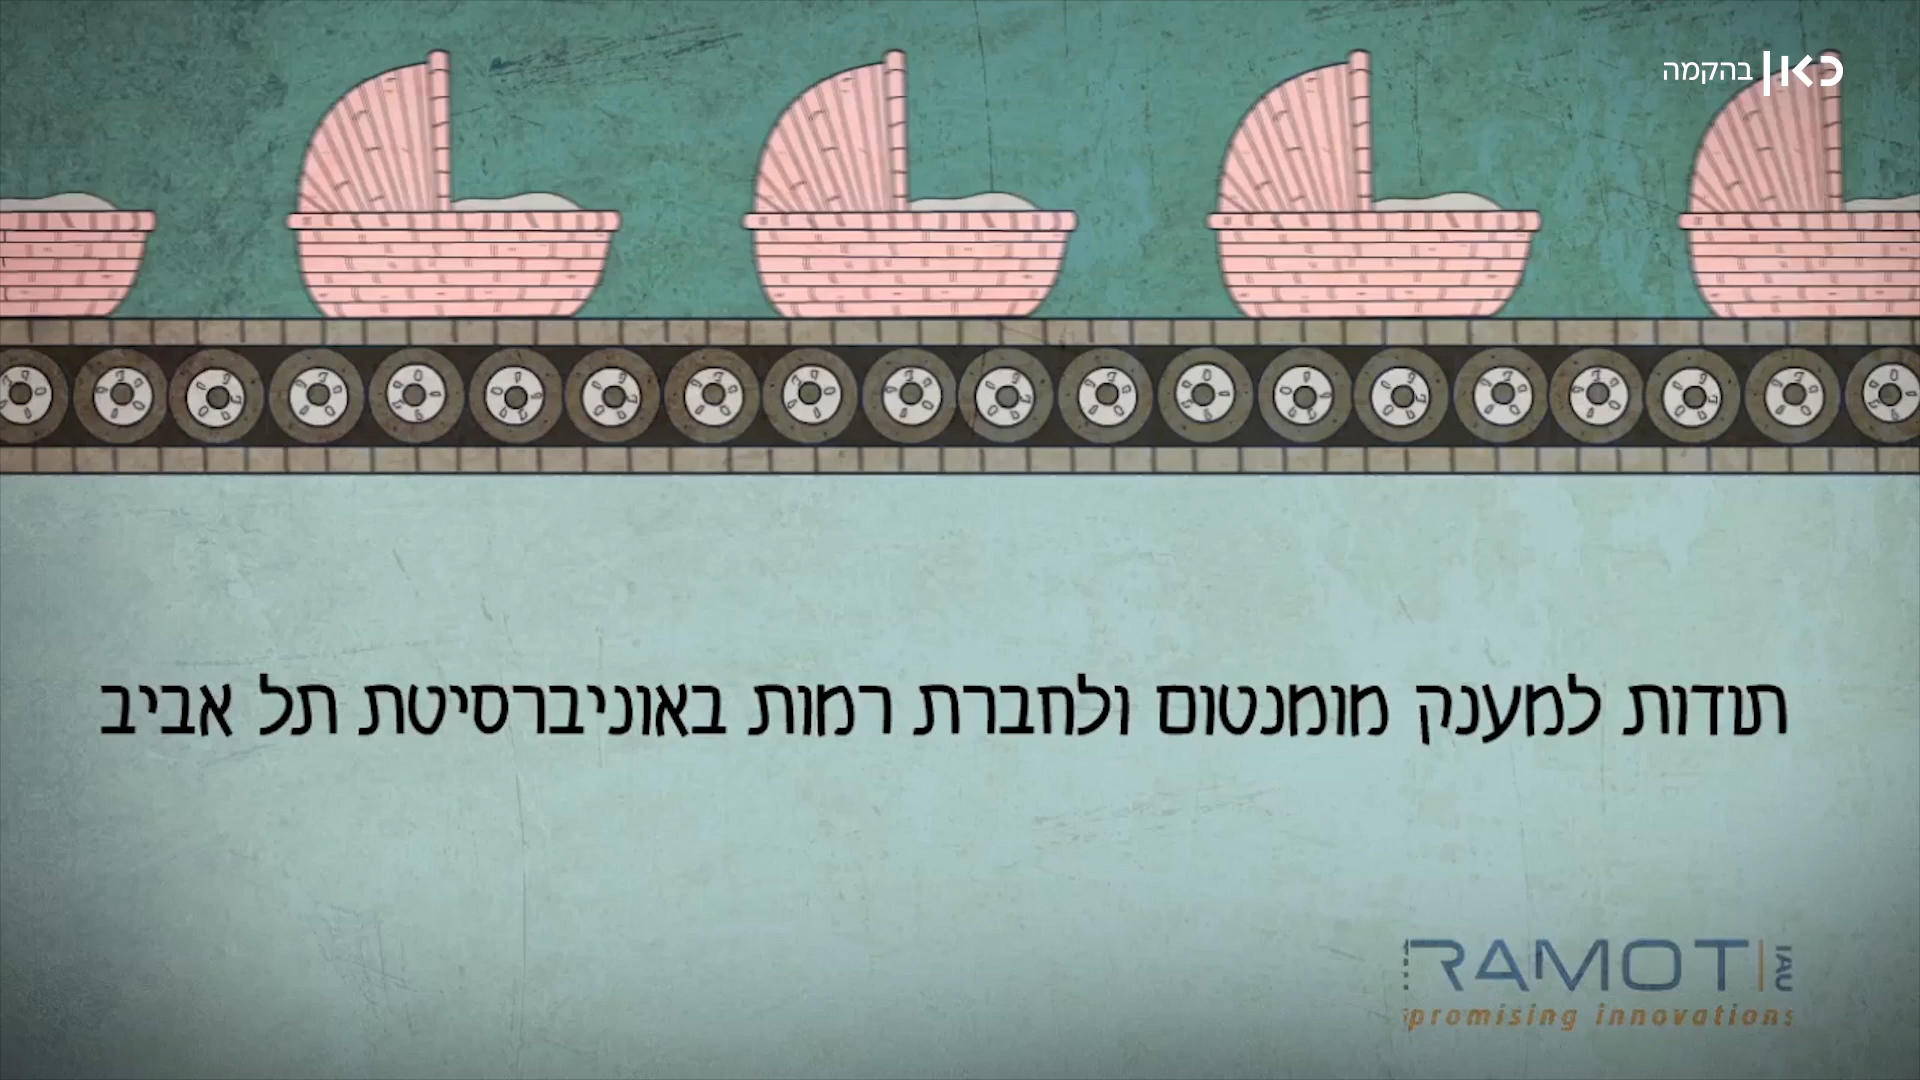 כאן | בהקמה
תודות למענק מומנטום ולחברת רמות באוניברסיטת תל אביב
RAMOT | TAU
promising innovations